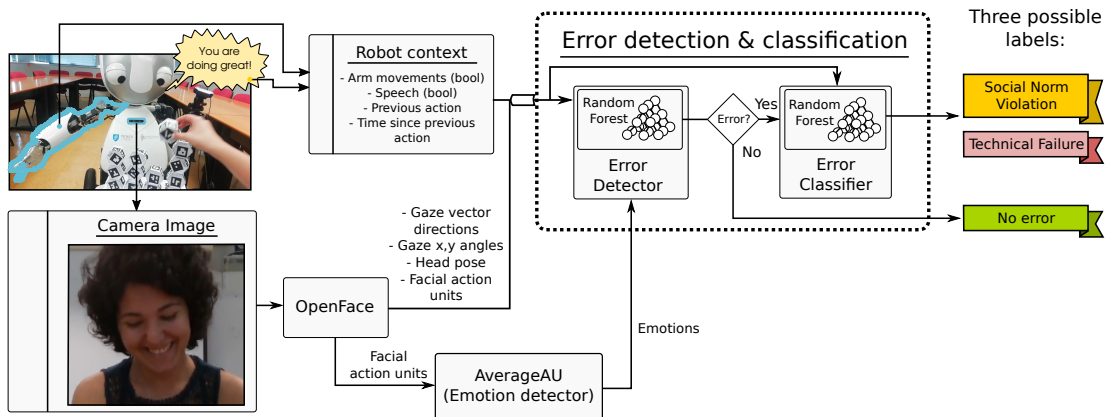 You are
doing great!
Robot context
- Arm movements (bool)
- Speech (bool)
- Previous action
- Time since previous
action
Error detection & classification
Random
Forest
Error
Detector
Error?
Yes
No
Random
Forest
Error
Classifier
Three possible
labels:
Social Norm
Violation
Technical Failure
No error
Camera Image
OpenFace
- Gaze vector
directions
- Gaze x,y angles
- Head pose
- Facial action
units
Facial
action units
AverageAU
(Emotion detector)
Emotions